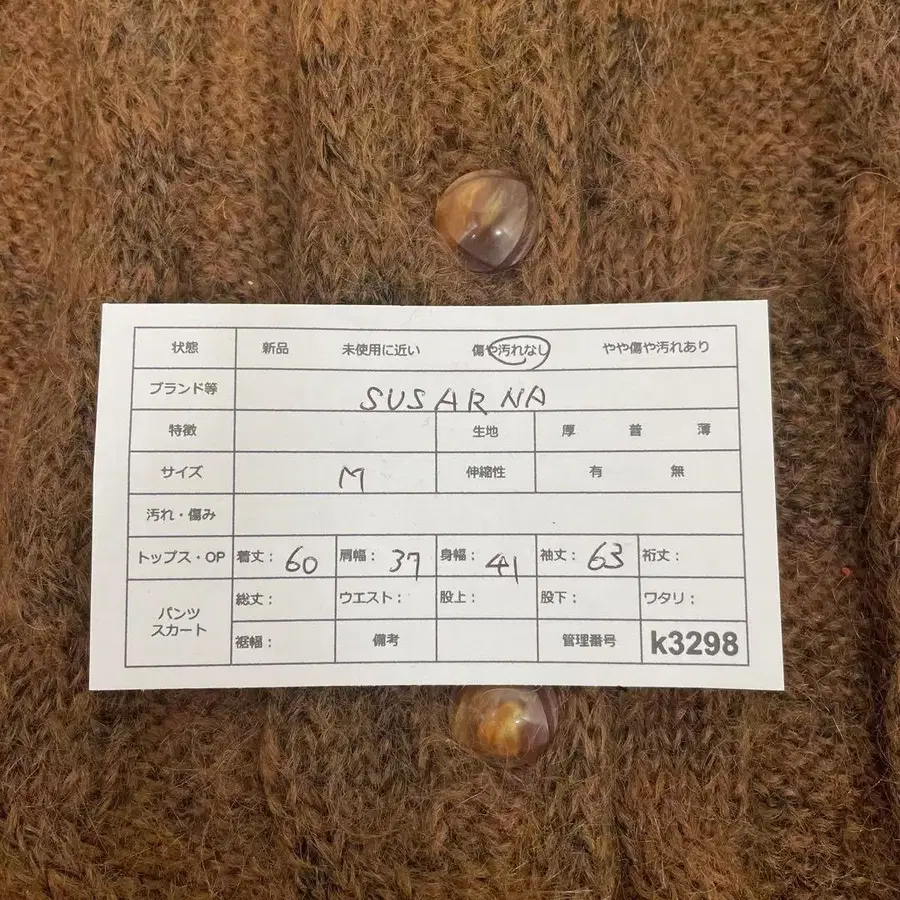 状態 新品 未使用に近い 傷や汚れなし やや傷や汚れあり
ブランド等 SUSARNA
特徴 生地 厚 普 薄
サイズ M 伸縮性 有 無
汚れ・傷み
トップス・OP 着丈: 60 肩幅: 37 身幅: 41 袖丈: 63 裄丈:
パンツ スカート 総丈: ウエスト: 股上: 股下: ワタリ:
裾幅: 備考 管理番号 k3298